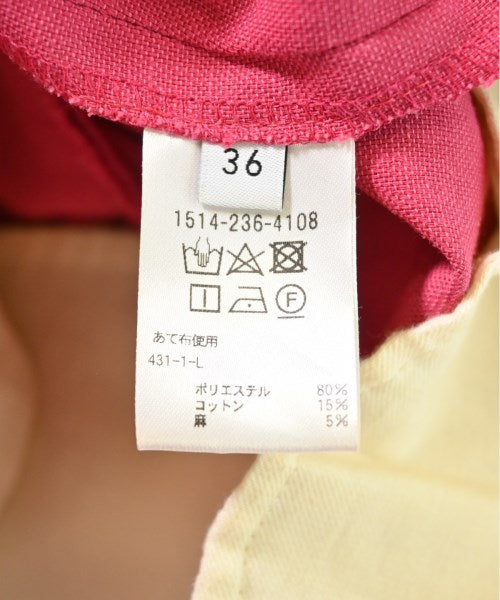 36
1514-236-4108
F
あて布使用
431-1-L
ポリエステル 80%
コットン 15%
麻 5%